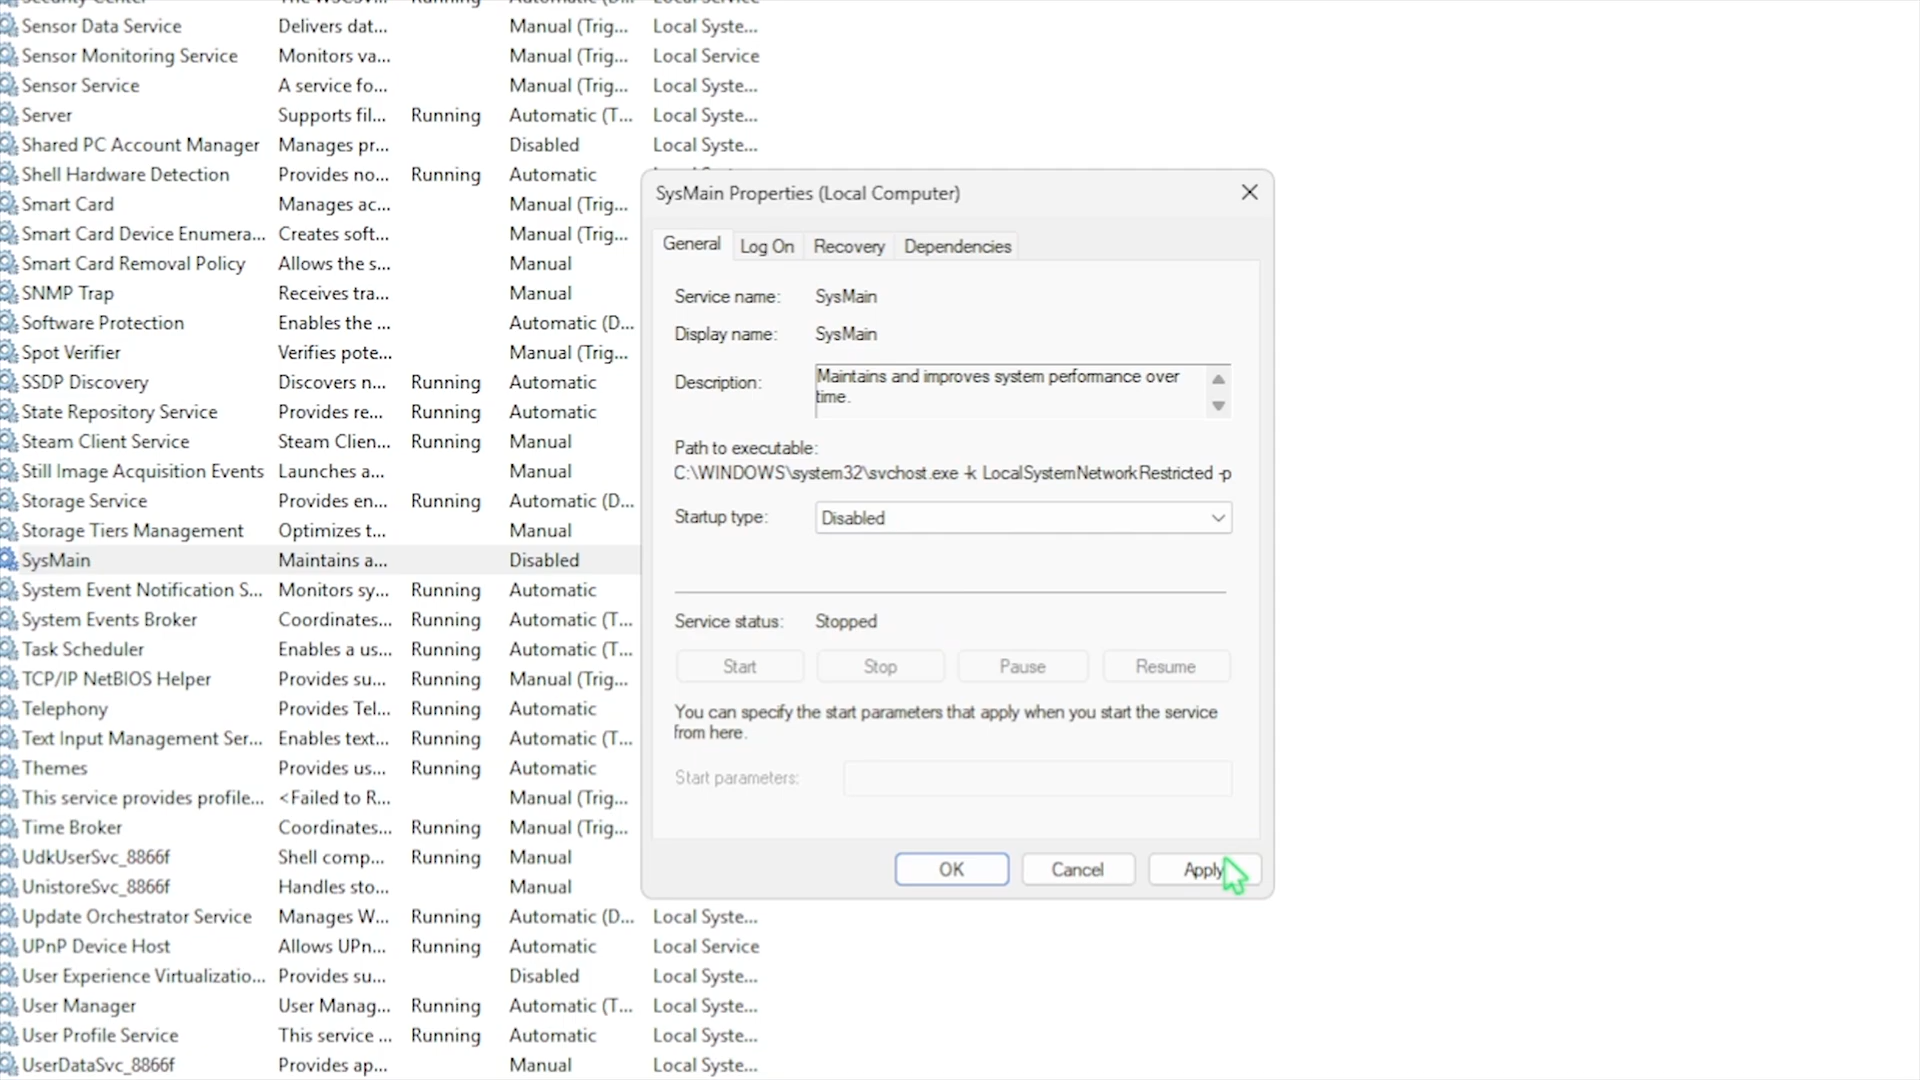 Security Center The WSCSV... Running Automatic (D... Local Service
Sensor Data Service Delivers dat... Manual (Trig... Local Syste...
Sensor Monitoring Service Monitors va... Manual (Trig... Local Service
Sensor Service A service fo... Manual (Trig... Local Syste...
Server Supports fil... Running Automatic (T... Local Syste...
Shared PC Account Manager Manages pr... Disabled Local Syste...
Shell Hardware Detection Provides no... Running Automatic
Smart Card Manages ac... Manual (Trig...
Smart Card Device Enumera... Creates soft... Manual (Trig...
Smart Card Removal Policy Allows the s... Manual
SNMP Trap Receives tra... Manual
Software Protection Enables the ... Automatic (D...
Spot Verifier Verifies pote... Manual (Trig...
SSDP Discovery Discovers n... Running Automatic
State Repository Service Provides re... Running Automatic
Steam Client Service Steam Clien... Running Manual
Still Image Acquisition Events Launches a... Manual
Storage Service Provides en... Running Automatic (D...
Storage Tiers Management Optimizes t... Manual
SysMain Maintains a... Disabled
System Event Notification S... Monitors sy... Running Automatic
System Events Broker Coordinates... Running Automatic (T...
Task Scheduler Enables a us... Running Automatic (T...
TCP/IP NetBIOS Helper Provides su... Running Manual (Trig...
Telephony Provides Tel... Running Automatic
Text Input Management Ser... Enables text... Running Automatic (T...
Themes Provides us... Running Automatic
This service provides profile... <Failed to R... Manual (Trig...
Time Broker Coordinates... Running Manual (Trig...
UdkUserSvc_8866f Shell comp... Running Manual
UnistoreSvc_8866f Handles sto... Manual
Update Orchestrator Service Manages W... Running Automatic (D... Local Syste...
UPnP Device Host Allows UPn... Running Automatic Local Service
User Experience Virtualizatio... Provides su... Disabled Local Syste...
User Manager User Manag... Running Automatic (T... Local Syste...
User Profile Service This service ... Running Automatic Local Syste...
UserDataSvc_8866f Provides ap... Manual Local Syste...
SysMain Properties (Local Computer)
General Log On Recovery Dependencies
Service name: SysMain
Display name: SysMain
Description: Maintains and improves system performance over
time.
Path to executable:
C:\WINDOWS\system32\svchost.exe -k LocalSystemNetworkRestricted -p
Startup type: Disabled
Service status: Stopped
Start Stop Pause Resume
You can specify the start parameters that apply when you start the service
from here.
Start parameters:
OK Cancel Apply